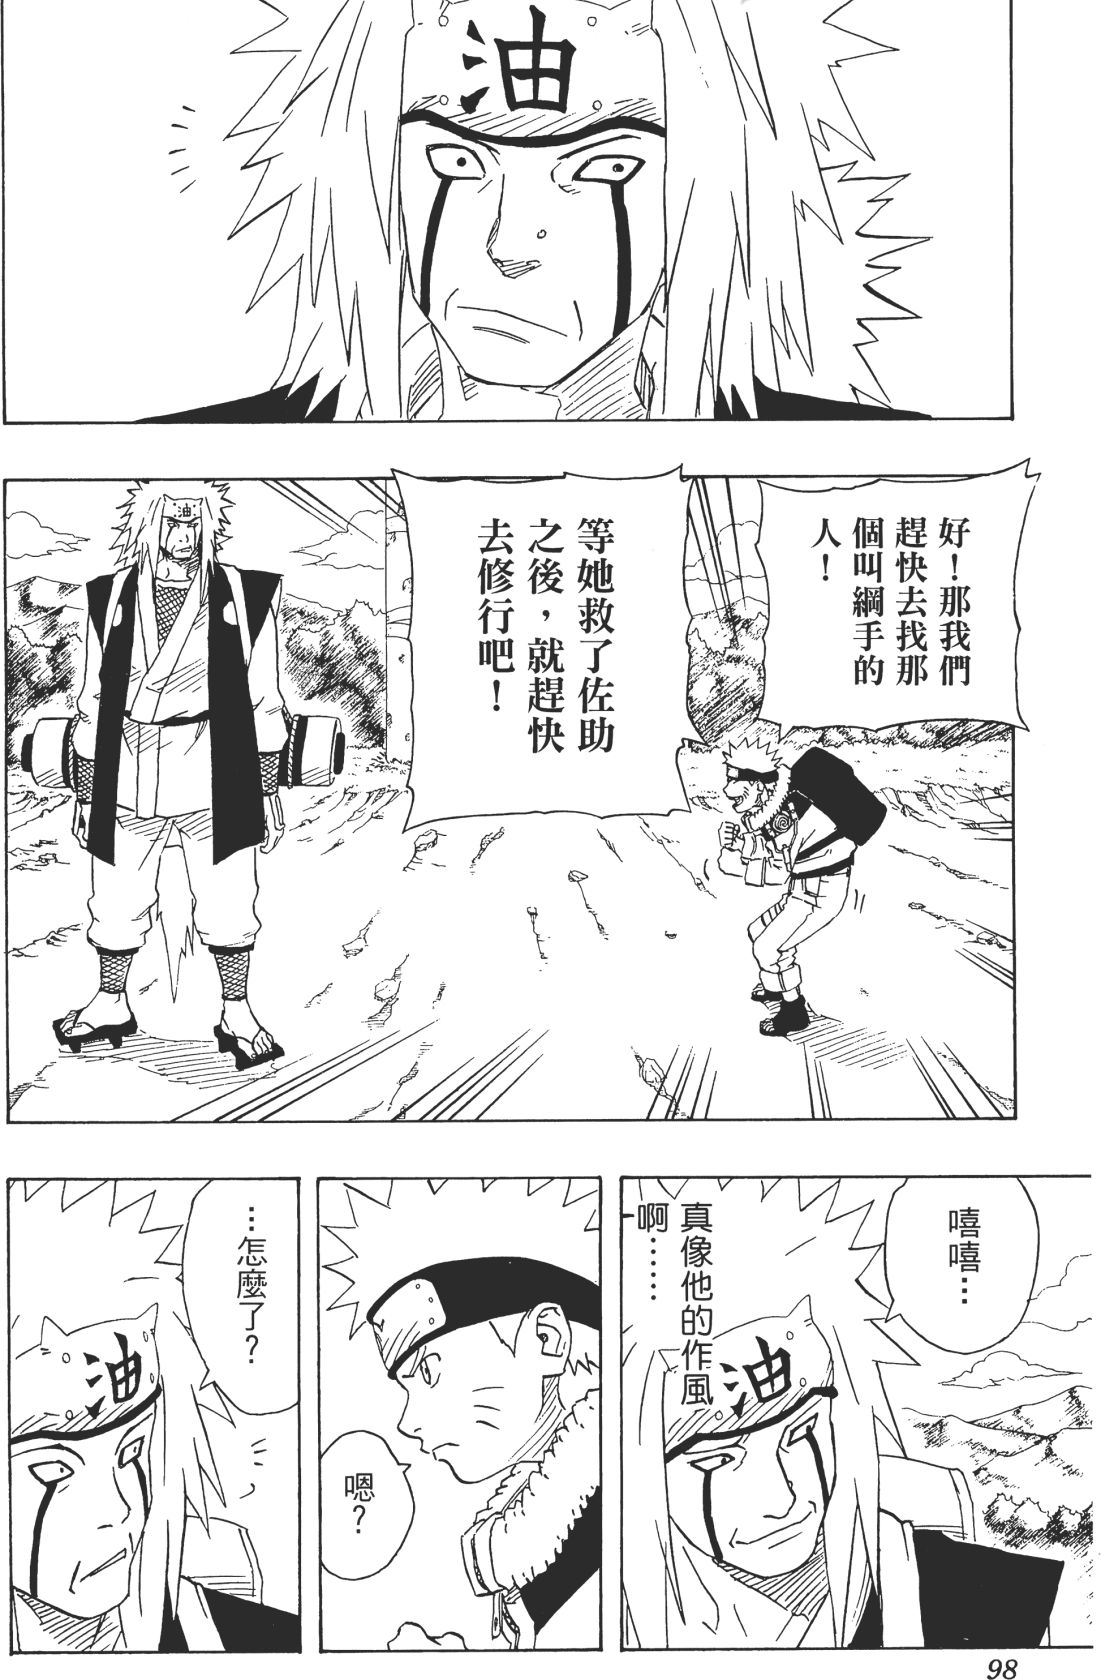 油
好！那我們
趕快去找那
個叫綱手的
人！
等她救了佐助
之後，就趕快
去修行吧！
油
嘻嘻…
真像他的作風
啊……
油
嗯？
…怎麼了？
油
98